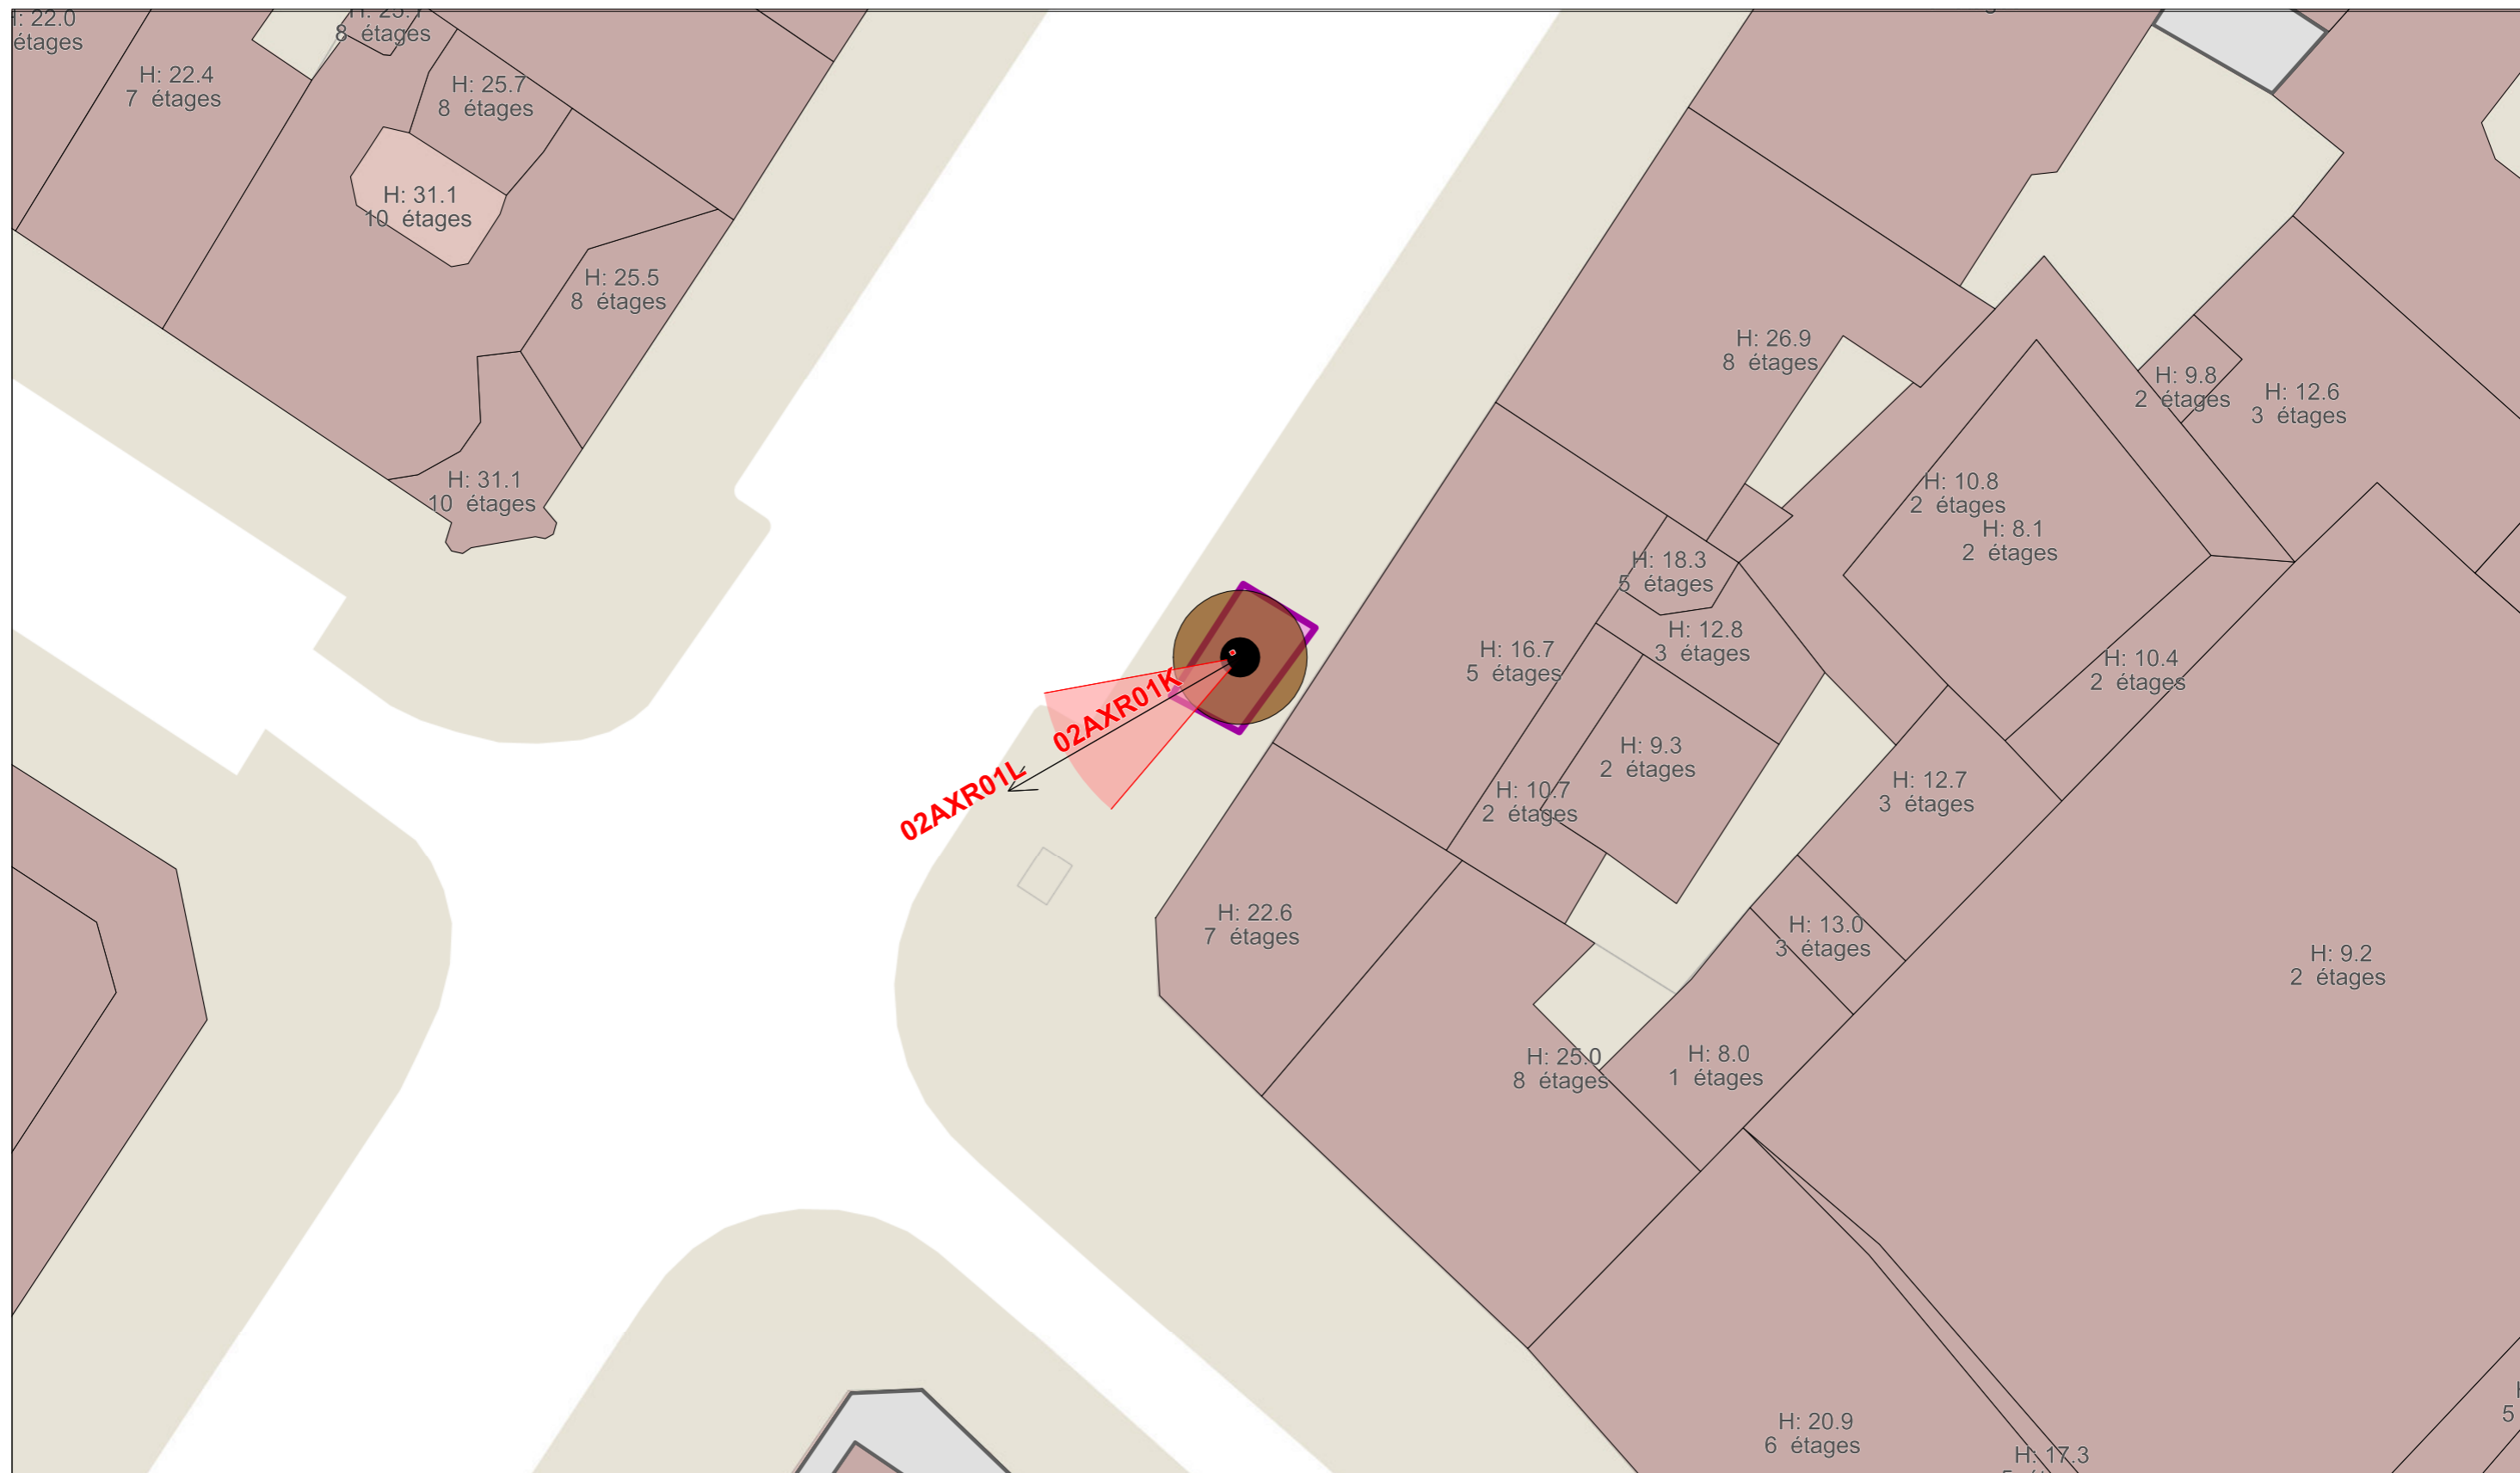 : 22.0
étages
8 étages
H: 22.4
7 étages
H: 25.7
8 étages
H: 31.1
10 étages
H: 25.5
8 étages
H: 31.1
10 étages
H: 26.9
8 étages
H: 9.8
2 étages
H: 12.6
3 étages
H: 10.8
2 étages
H: 8.1
2 étages
H: 18.3
5 étages
H: 12.8
3 étages
H: 16.7
5 étages
H: 10.4
2 étages
02AXR01K
02AXR01L
H: 9.3
2 étages
H: 10.7
2 étages
H: 12.7
3 étages
H: 22.6
7 étages
H: 13.0
3 étages
H: 9.2
2 étages
H: 25.0
8 étages
H: 8.0
1 étages
H: 20.9
6 étages
H: 17.3
5